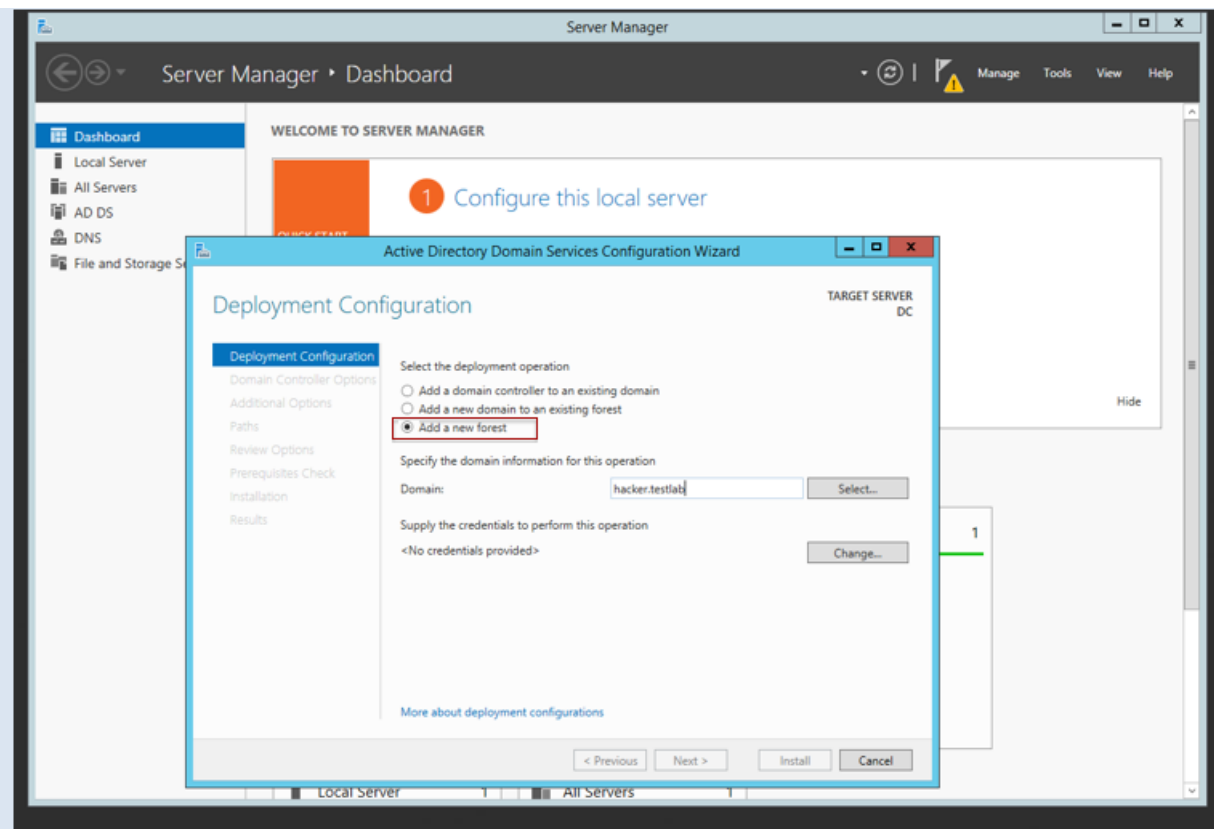 Server Manager
Server Manager ‣ Dashboard
Manage Tools View Help
Dashboard
Local Server
All Servers
AD DS
DNS
File and Storage Se
WELCOME TO SERVER MANAGER
1 Configure this local server
QUICK START
Hide
1
Active Directory Domain Services Configuration Wizard
Deployment Configuration
TARGET SERVER
DC
Deployment Configuration
Domain Controller Options
Additional Options
Paths
Review Options
Prerequisites Check
Installation
Results
Select the deployment operation
Add a domain controller to an existing domain
Add a new domain to an existing forest
Add a new forest
Specify the domain information for this operation
Domain: hacker.testlab Select...
Supply the credentials to perform this operation
<No credentials provided> Change...
More about deployment configurations
< Previous Next > Install Cancel
Local Server 1 All Servers 1